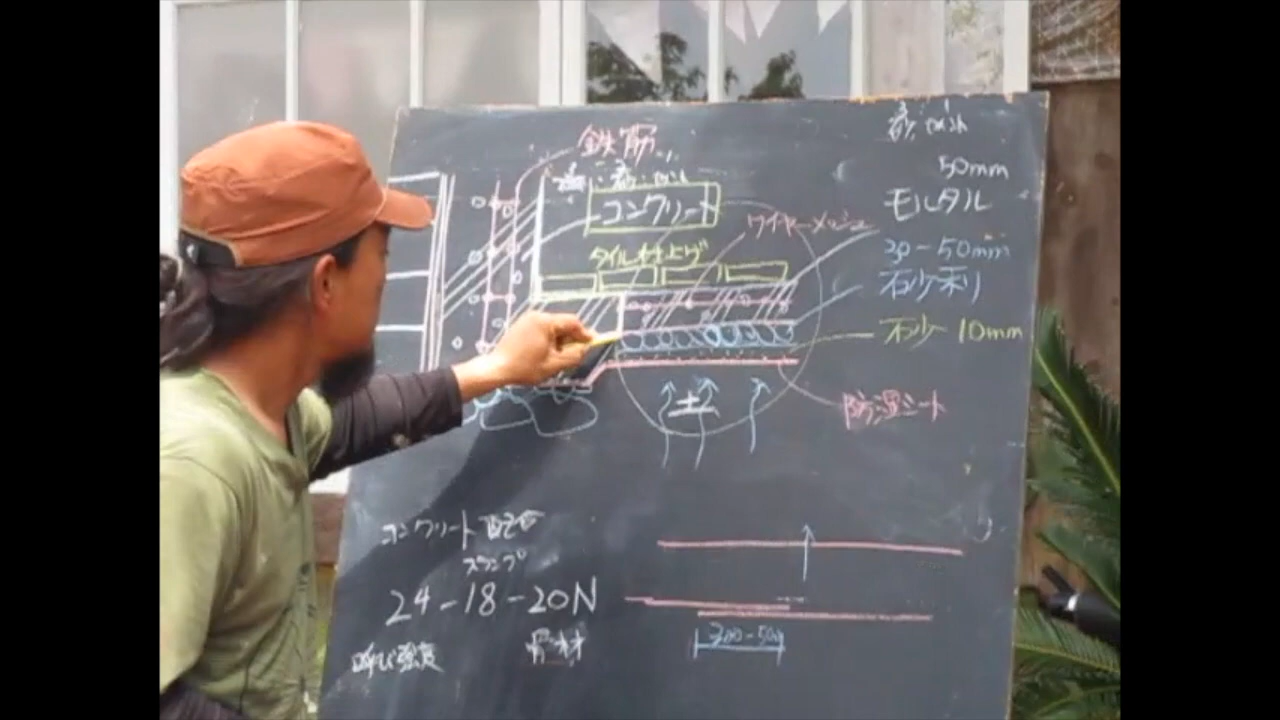 鉄筋
コンクリート
ワイヤーメッシュ
タイル仕上げ
50mm
モルタル
30-50mm
砂利
砂 10mm
防湿シート
土
コンクリート配合
スランプ
24-18-20N
呼び強度
骨材
300-500